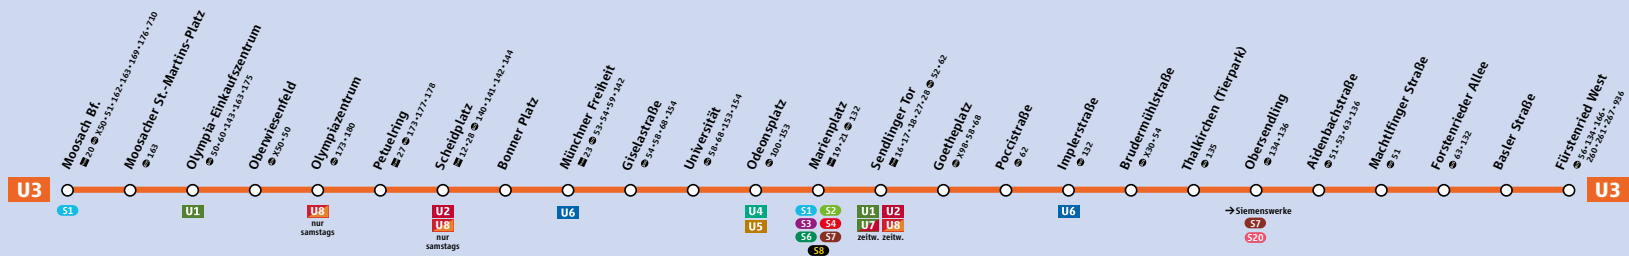 U3
Moosach Bf.
20 X50•51•162•163•169•176•710
S1
Moosacher St.-Martins-Platz
163
Olympia-Einkaufszentrum
50•60•143•163•175
U1
Oberwiesenfeld
X50•50
Olympiazentrum
173•180
U8
nur
samstags
Petuelring
27 173•177•178
Scheidplatz
12•28 140•141•142•144
U2
U8
nur
samstags
Bonner Platz
Münchner Freiheit
23 53•54•59•142
U6
Giselastraße
54•58•68•154
Universität
58•68•153•154
Odeonsplatz
100•153
U4
U5
Marienplatz
19•21 132
S1 S2
S3 S4
S6 S7
S8
Sendlinger Tor
16•17•18•27•28 52•62
U1 U2
U7 U8
zeitw. zeitw.
Goetheplatz
X98•58•68
Poccistraße
62
Implerstraße
132
U6
Brudermühlstraße
X30•54
Thalkirchen (Tierpark)
135
Obersendling
134•136
→Siemenswerke
S7
S20
Aidenbachstraße
51•53•63•136
Machtlfinger Straße
51
Forstenrieder Allee
63•132
Basler Straße
Fürstenried West
56•134•166•
260•261•267•936
U3